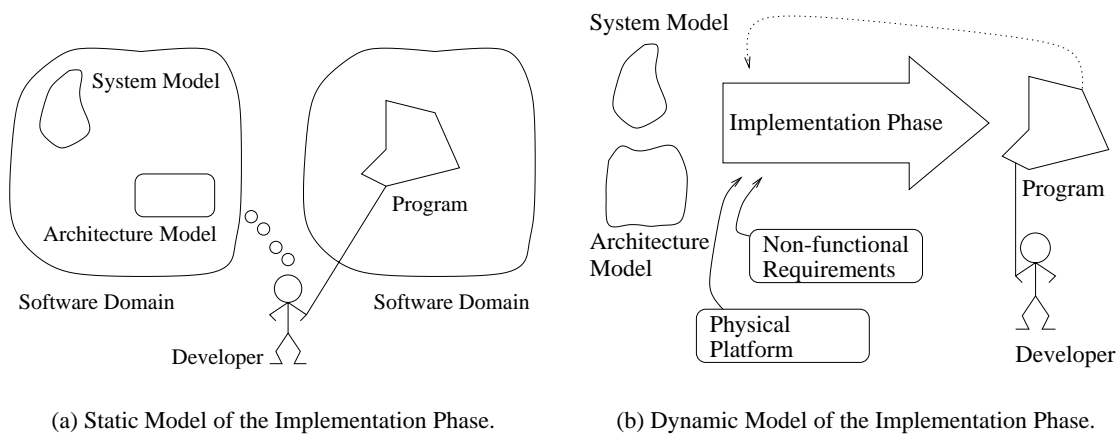 System Model
Architecture Model
Program
Software Domain
Software Domain
Developer
(a) Static Model of the Implementation Phase.
System Model
Implementation Phase
Program
Architecture
Model
Non-functional
Requirements
Physical
Platform
Developer
(b) Dynamic Model of the Implementation Phase.